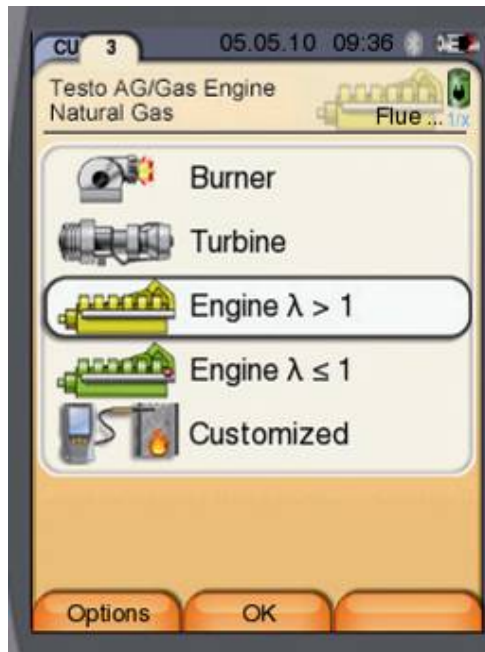 CU 3 05.05.10 09:36
Testo AG/Gas Engine
Natural Gas
Flue ... 1/x
Burner
Turbine
Engine λ > 1
Engine λ ≤ 1
Customized
Options OK